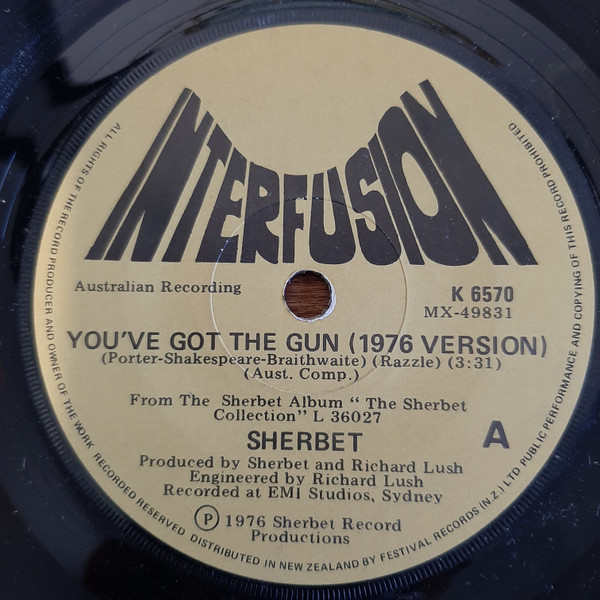 INTERFUSION
Australian Recording
K 6570
MX-49831
YOU'VE GOT THE GUN (1976 VERSION)
(Porter-Shakespeare-Braithwaite) (Razzle) (3:31)
(Aust. Comp.)
From The Sherbet Album “ The Sherbet
Collection” L 36027
SHERBET
A
Produced by Sherbet and Richard Lush
Engineered by Richard Lush
Recorded at EMI Studios, Sydney
Ⓟ 1976 Sherbet Record
Productions
ALL RIGHTS OF THE RECORD PRODUCER AND OWNER OF THE WORK RECORDED RESERVED DISTRIBUTED IN NEW ZEALAND BY FESTIVAL RECORDS (N.Z.) LTD PUBLIC PERFORMANCE AND COPYING OF THIS RECORD PROHIBITED